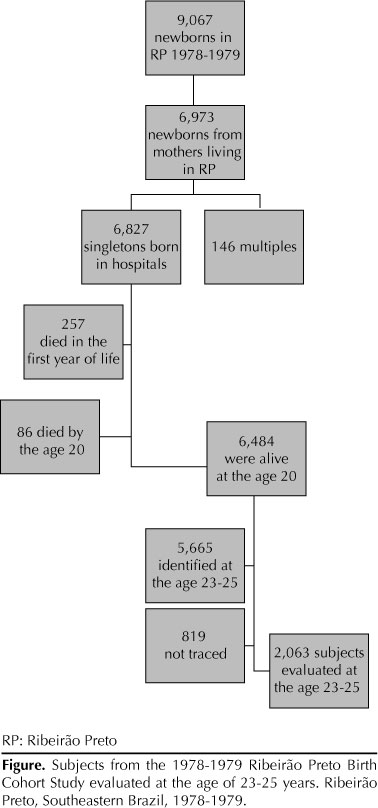 9,067
newborns in
RP 1978-1979
6,973
newborns from
mothers living
in RP
6,827
singletons born
in hospitals
146 multiples
257
died in the
first year of life
86 died by
the age 20
6,484
were alive
at the age 20
5,665
identified at
the age 23-25
819
not traced
2,063 subjects
evaluated at
the age 23-25
RP: Ribeirão Preto
Figure. Subjects from the 1978-1979 Ribeirão Preto Birth
Cohort Study evaluated at the age of 23-25 years. Ribeirão
Preto, Southeastern Brazil, 1978-1979.